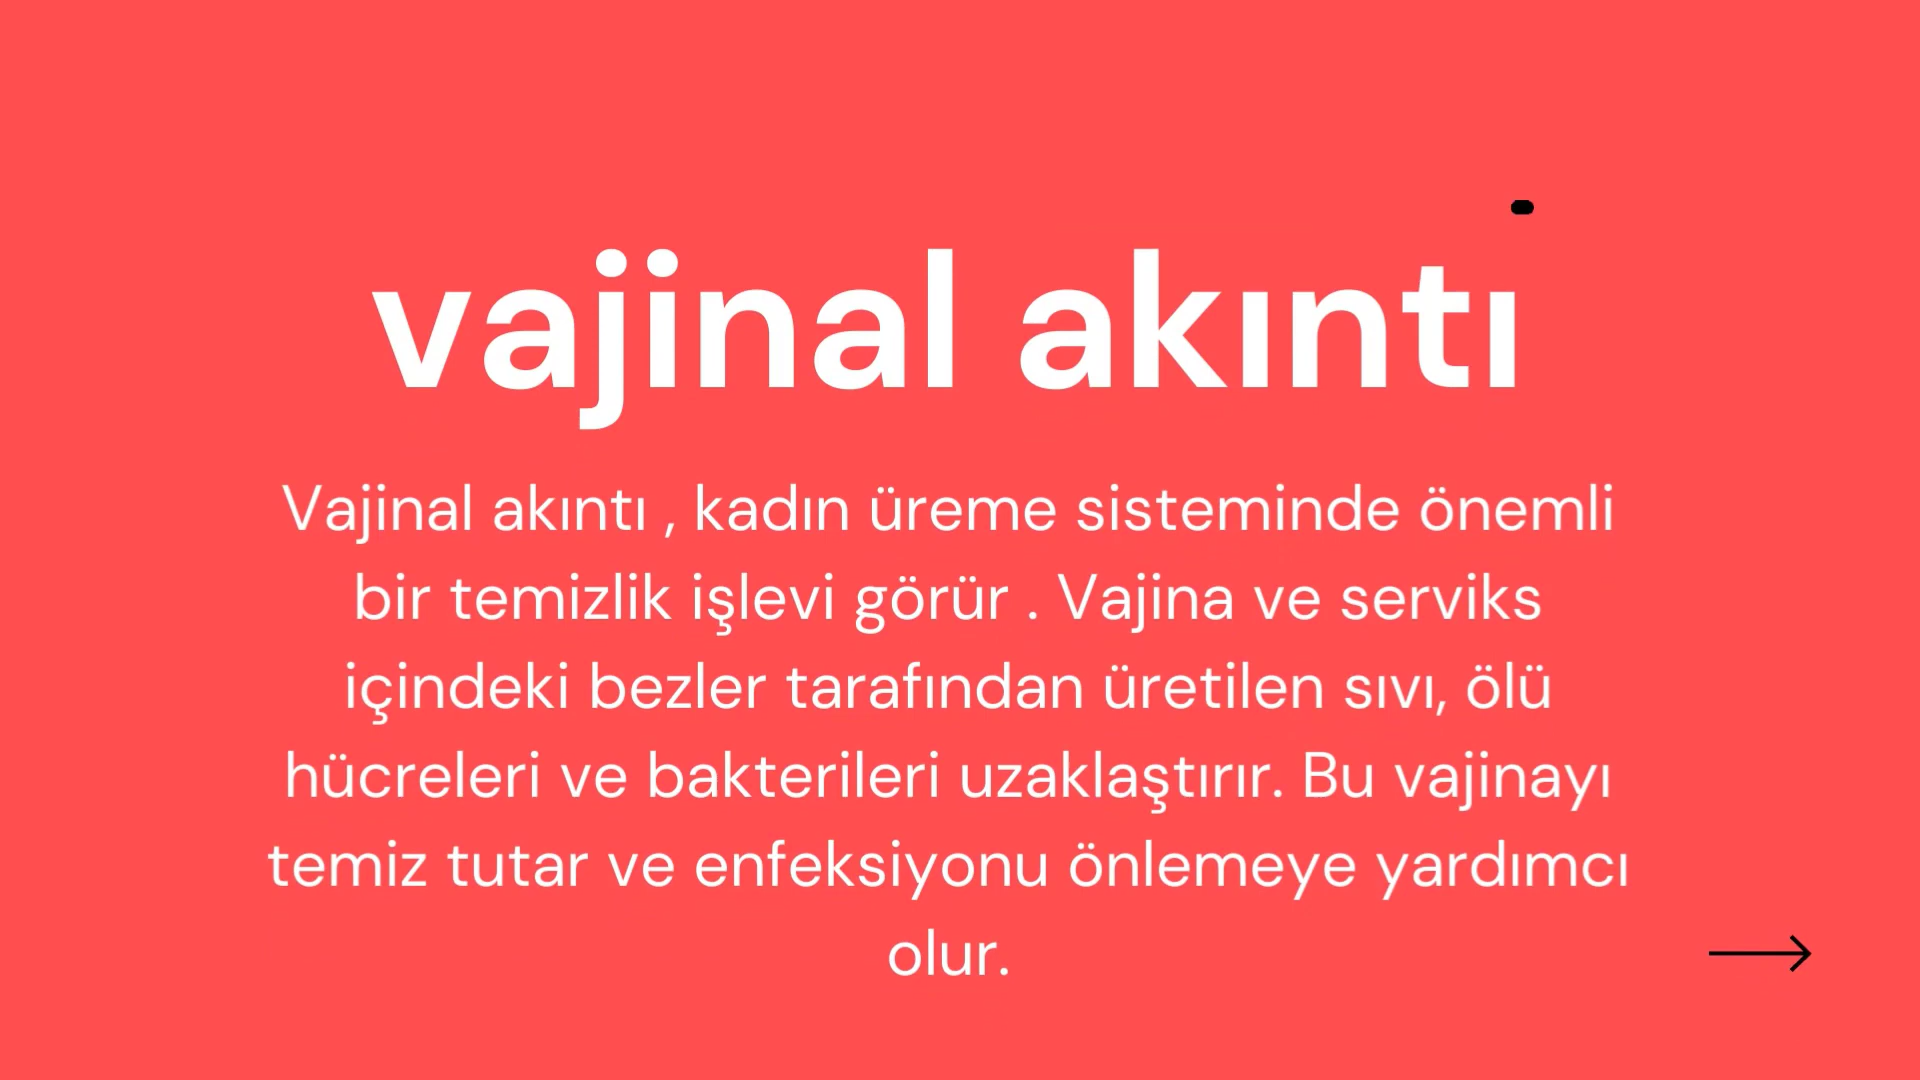 vajinal akıntı
Vajinal akıntı , kadın üreme sisteminde önemli
bir temizlik işlevi görür . Vajina ve serviks
içindeki bezler tarafından üretilen sıvı, ölü
hücreleri ve bakterileri uzaklaştırır. Bu vajinayı
temiz tutar ve enfeksiyonu önlemeye yardımcı
olur.